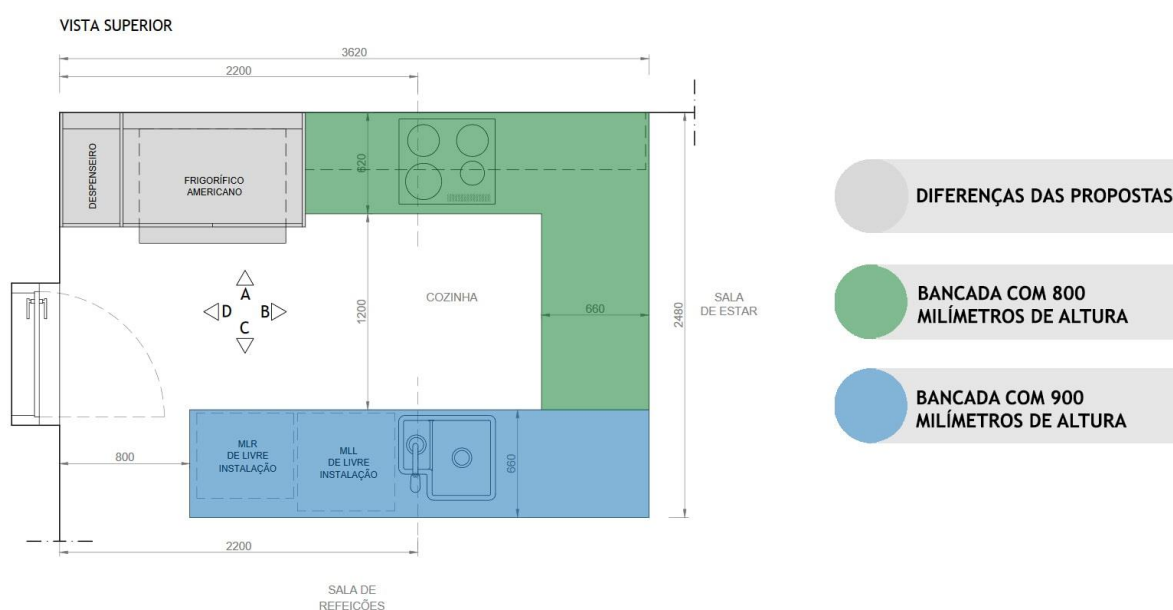 VISTA SUPERIOR
3620
2200
DESPENSEIRO
FRIGORÍFICO
AMERICANO
620
DIFERENÇAS DAS PROPOSTAS
A
D
B
C
COZINHA
1200
660
2480
SALA
DE ESTAR
BANCADA COM 800
MILÍMETROS DE ALTURA
BANCADA COM 900
MILÍMETROS DE ALTURA
800
MLR
DE LIVRE
INSTALAÇÃO
MLL
DE LIVRE
INSTALAÇÃO
660
2200
SALA DE
REFEIÇÕES